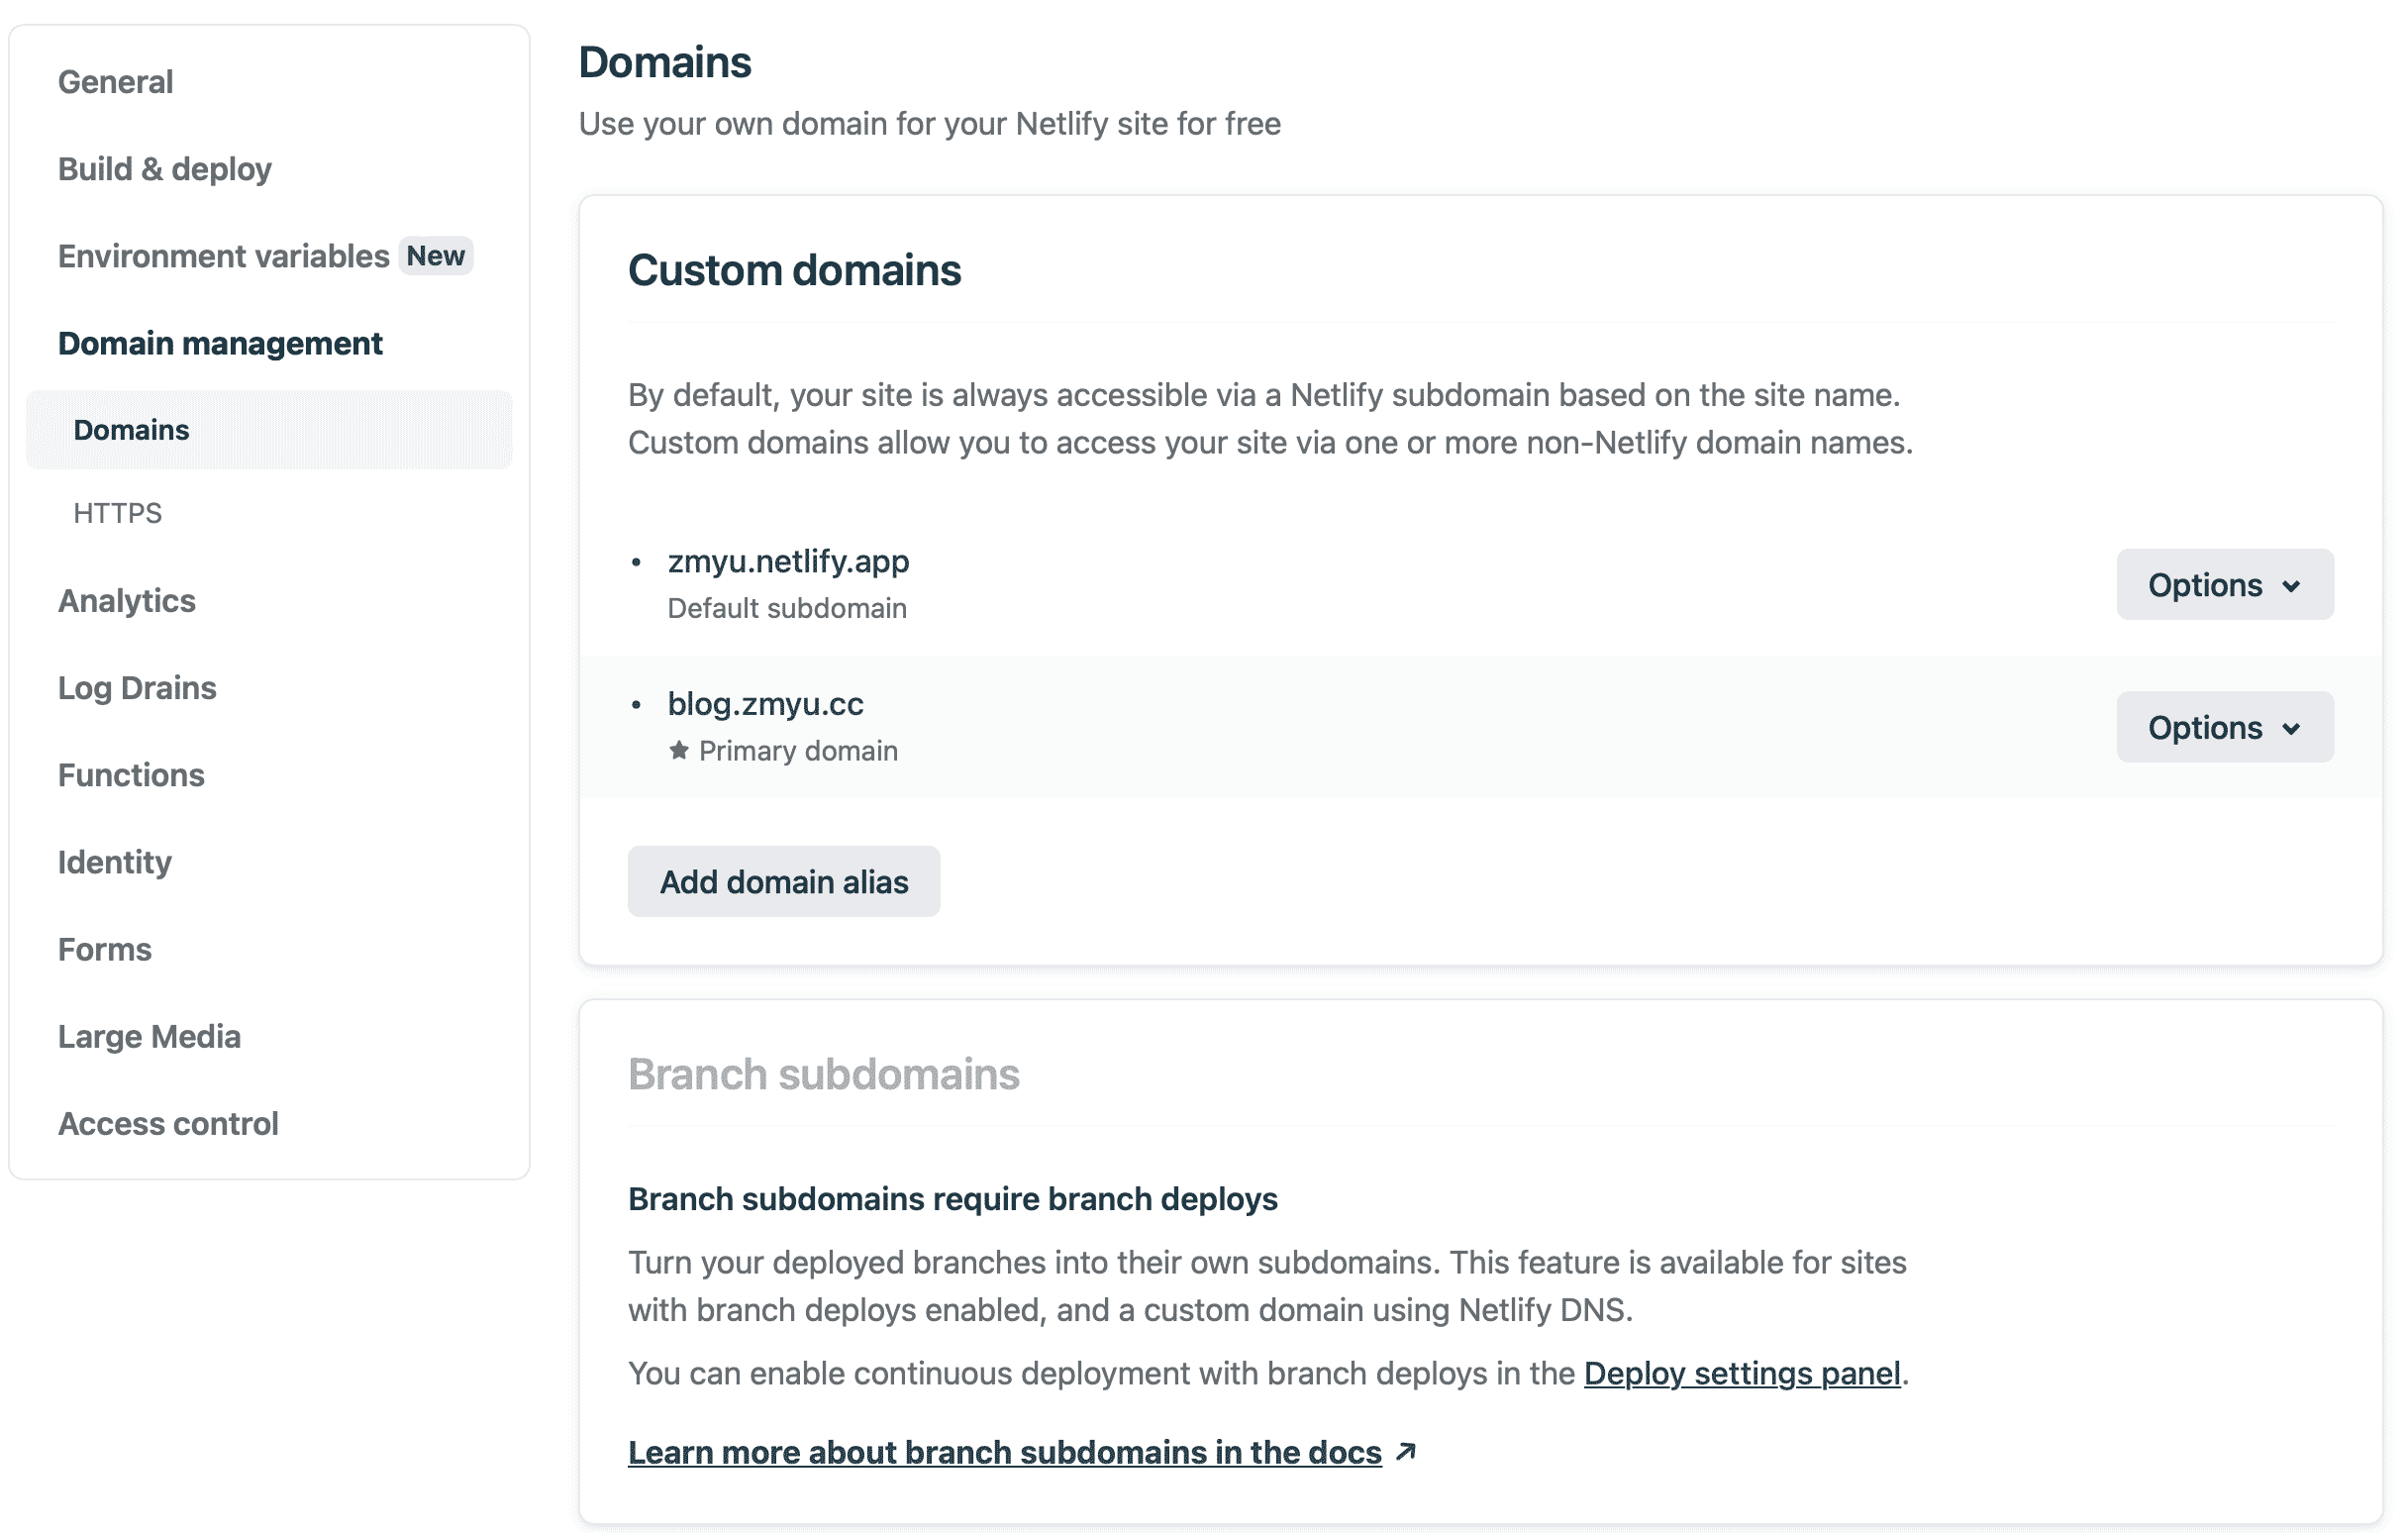 General
Build & deploy
Environment variables New
Domain management
Domains
HTTPS
Analytics
Log Drains
Functions
Identity
Forms
Large Media
Access control
Domains
Use your own domain for your Netlify site for free
Custom domains
By default, your site is always accessible via a Netlify subdomain based on the site name.
Custom domains allow you to access your site via one or more non-Netlify domain names.
• zmyu.netlify.app
Default subdomain
Options
• blog.zmyu.cc
★ Primary domain
Options
Add domain alias
Branch subdomains
Branch subdomains require branch deploys
Turn your deployed branches into their own subdomains. This feature is available for sites
with branch deploys enabled, and a custom domain using Netlify DNS.
You can enable continuous deployment with branch deploys in the Deploy settings panel.
Learn more about branch subdomains in the docs ↗